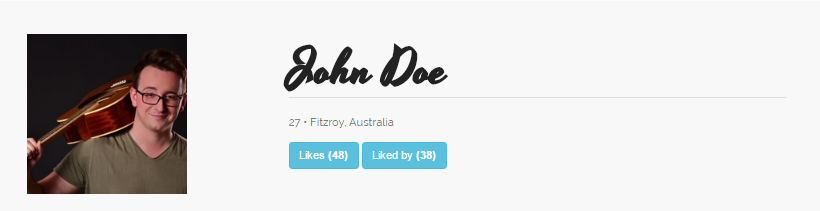 John Doe
27 • Fitzroy, Australia
Likes (48) Liked by (38)